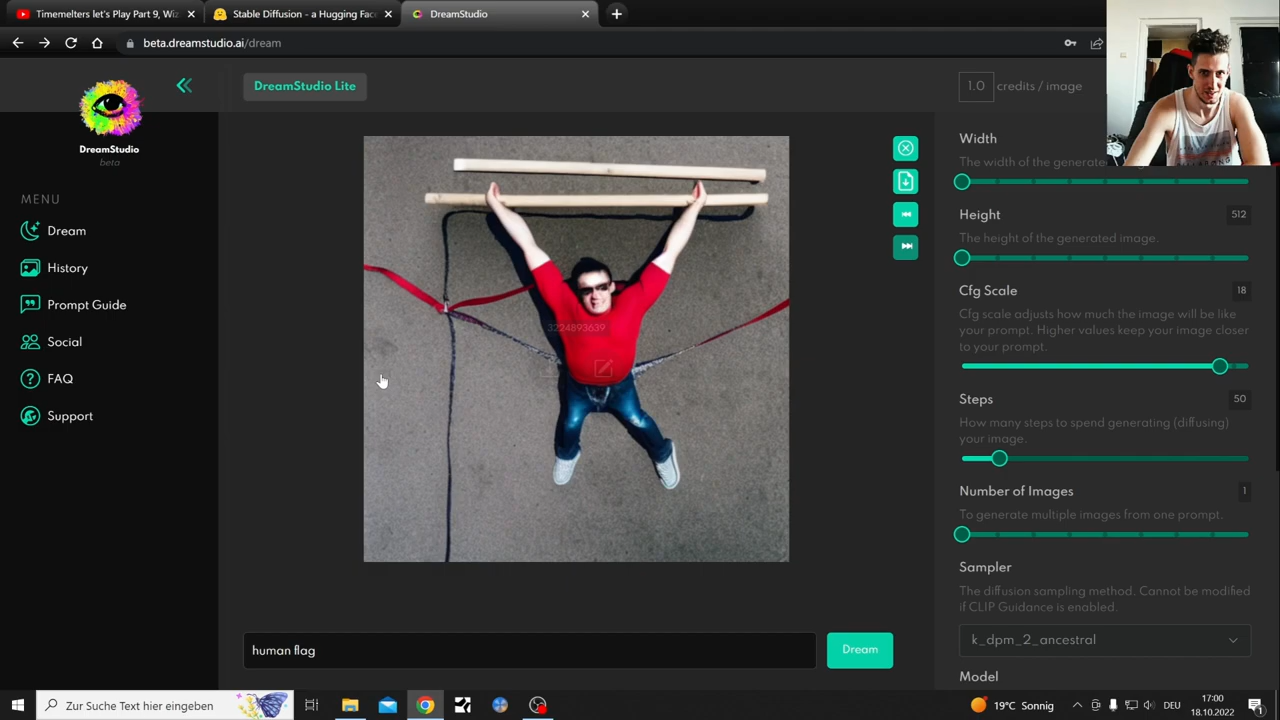 Timemelters let's Play Part 9, Wiz
Stable Diffusion - a Hugging Face
DreamStudio
beta.dreamstudio.ai/dream
DreamStudio
beta
DreamStudio Lite
1.0 credits / image
MENU
Dream
History
Prompt Guide
Social
FAQ
Support
3224893639
Width
The width of the generated
Height
512
The height of the generated image.
Cfg Scale
18
Cfg scale adjusts how much the image will be like
your prompt. Higher values keep your image closer
to your prompt.
Steps
50
How many steps to spend generating (diffusing)
your image.
Number of Images
1
To generate multiple images from one prompt.
Sampler
The diffusion sampling method. Cannot be modified
if CLIP Guidance is enabled.
k_dpm_2_ancestral
Model
human flag
Dream
Zur Suche Text hier eingeben
19°C Sonnig
DEU
17:00
18.10.2022
1